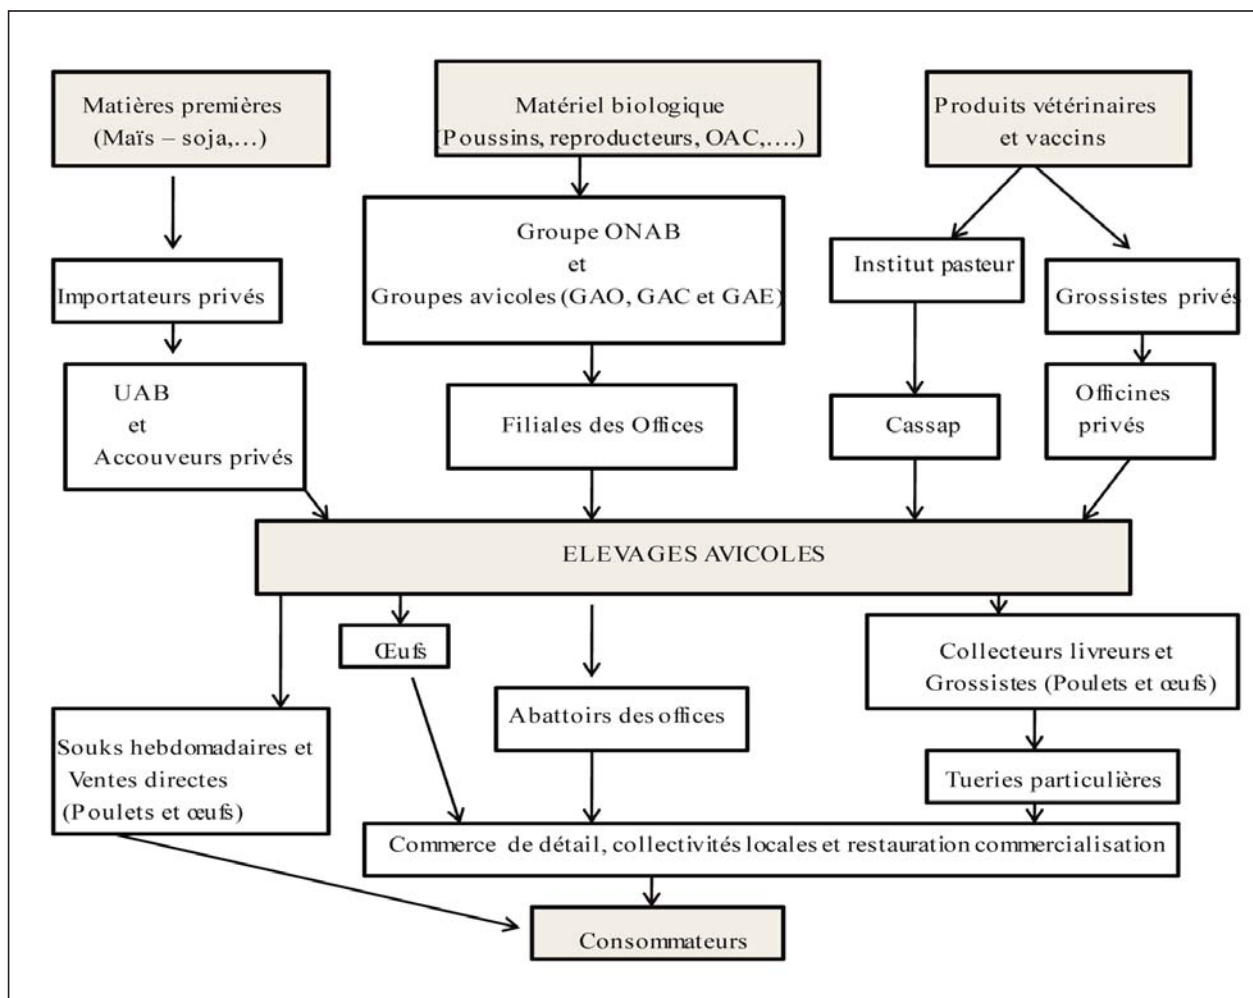 Matières premières
(Maïs – soja,...)
Matériel biologique
(Poussins, reproducteurs, OAC,....)
Produits vétérinaires
et vaccins
Groupe ONAB
et
Groupes avicoles (GAO, GAC et GAE)
Institut pasteur
Importateurs privés
Grossistes privés
UAB
et
Accouveurs privés
Filiales des Offices
Cassap
Officines
privés
ELEVAGES AVICOLES
Œufs
Collecteurs livreurs et
Grossistes (Poulets et œufs)
Souks hebdomadaires et
Ventes directes
(Poulets et œufs)
Abattoirs des offices
Tueries particulières
Commerce de détail, collectivités locales et restauration commercialisation
Consommateurs